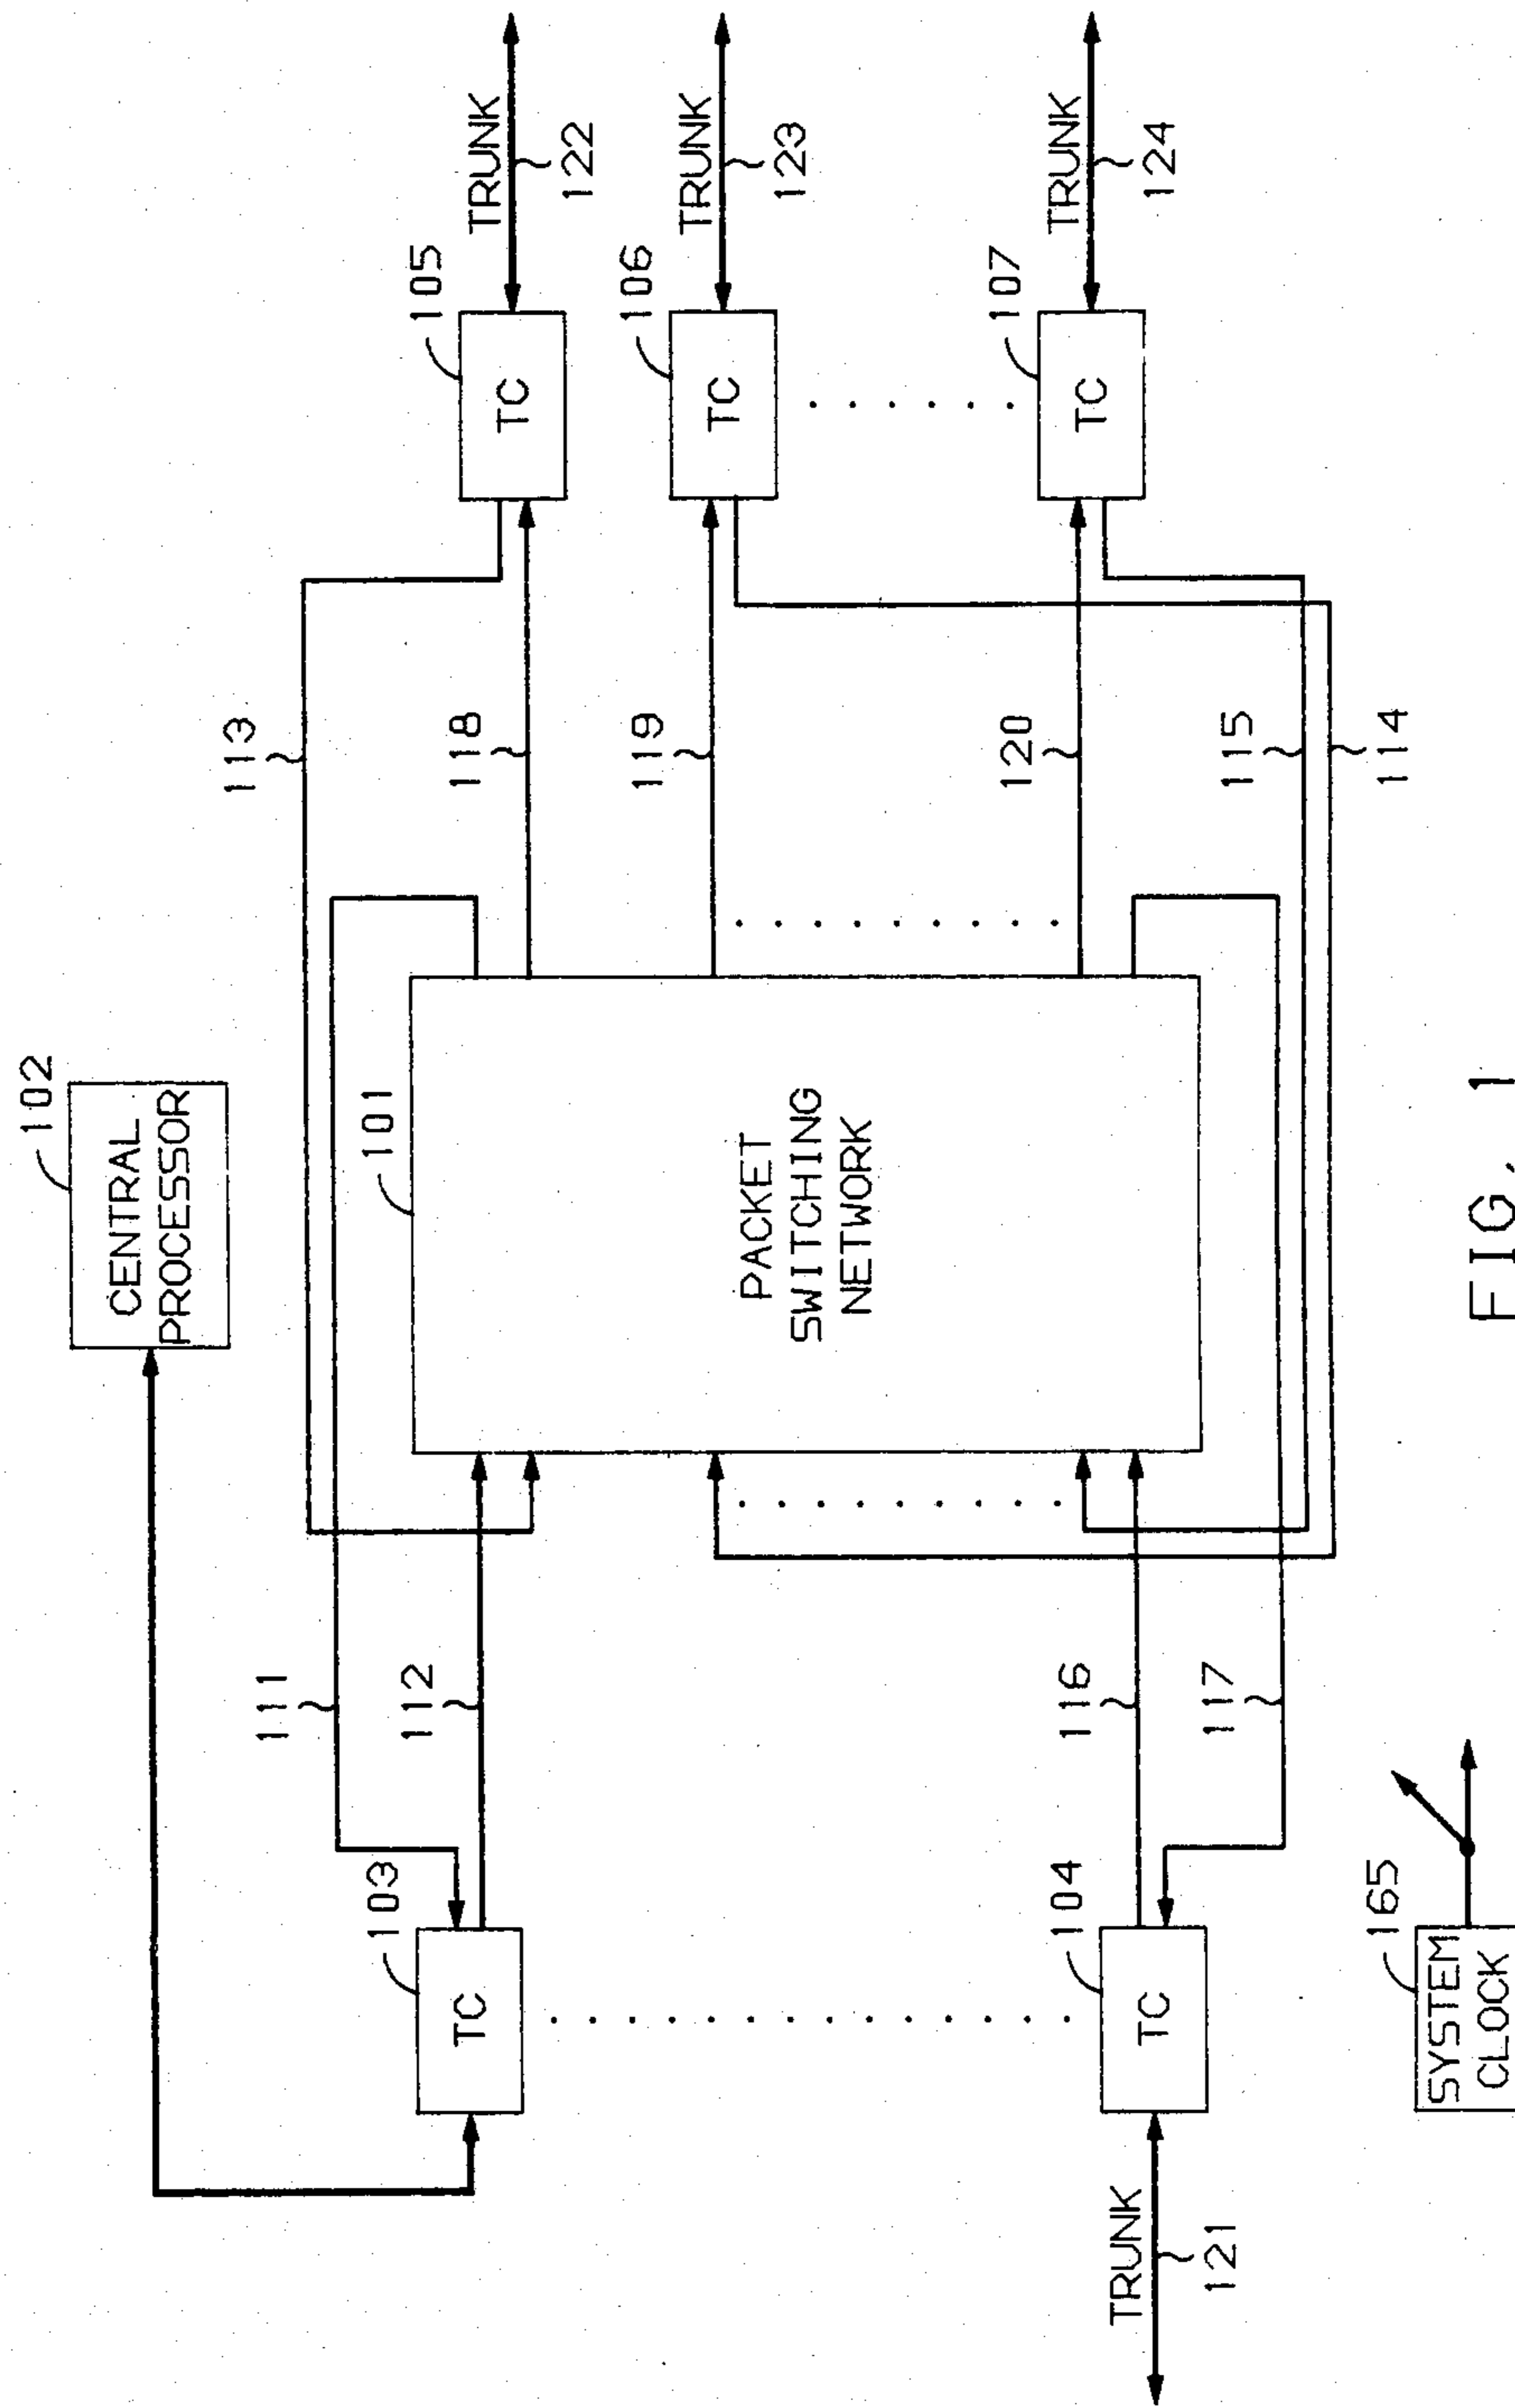 102
CENTRAL
PROCESSOR
113
105
TRUNK
122
TC
111
101
118
106
TRUNK
123
103
112
119
TC
TC
PACKET
SWITCHING
NETWORK
107
TRUNK
124
104
116
120
TC
TC
TRUNK
121
117
115
114
165
SYSTEM
CLOCK
FIG. 1